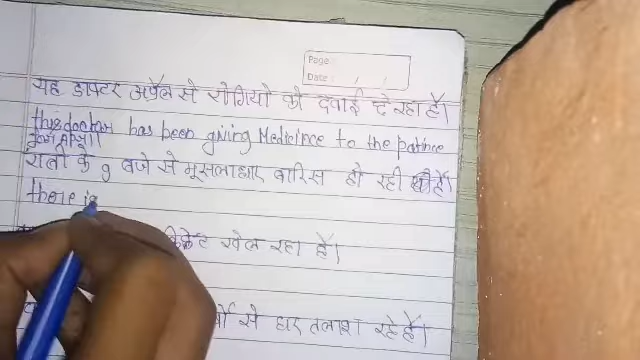 Page:
Date: / /
यह डाक्टर अप्रैल से रोगियो को दवाई दे रहा है।
this doctor has been giving Medicince to the patince
from April
रात्री के 9 बजे से मूसलाधार बारिस हो रही है।
there is
क्रिकेट खेल रहा है।
से हार तलाश रहे हैं।